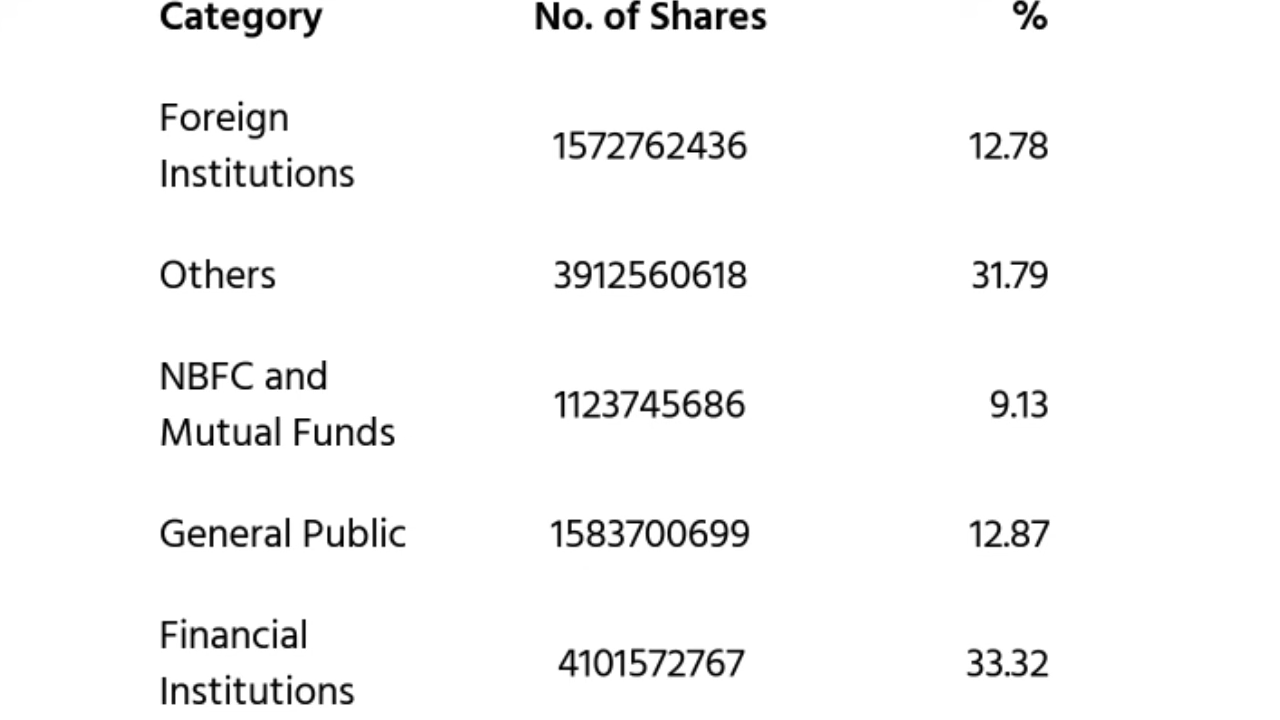 Category No. of Shares %
Foreign
Institutions 1572762436 12.78
Others 3912560618 31.79
NBFC and
Mutual Funds 1123745686 9.13
General Public 1583700699 12.87
Financial
Institutions 4101572767 33.32